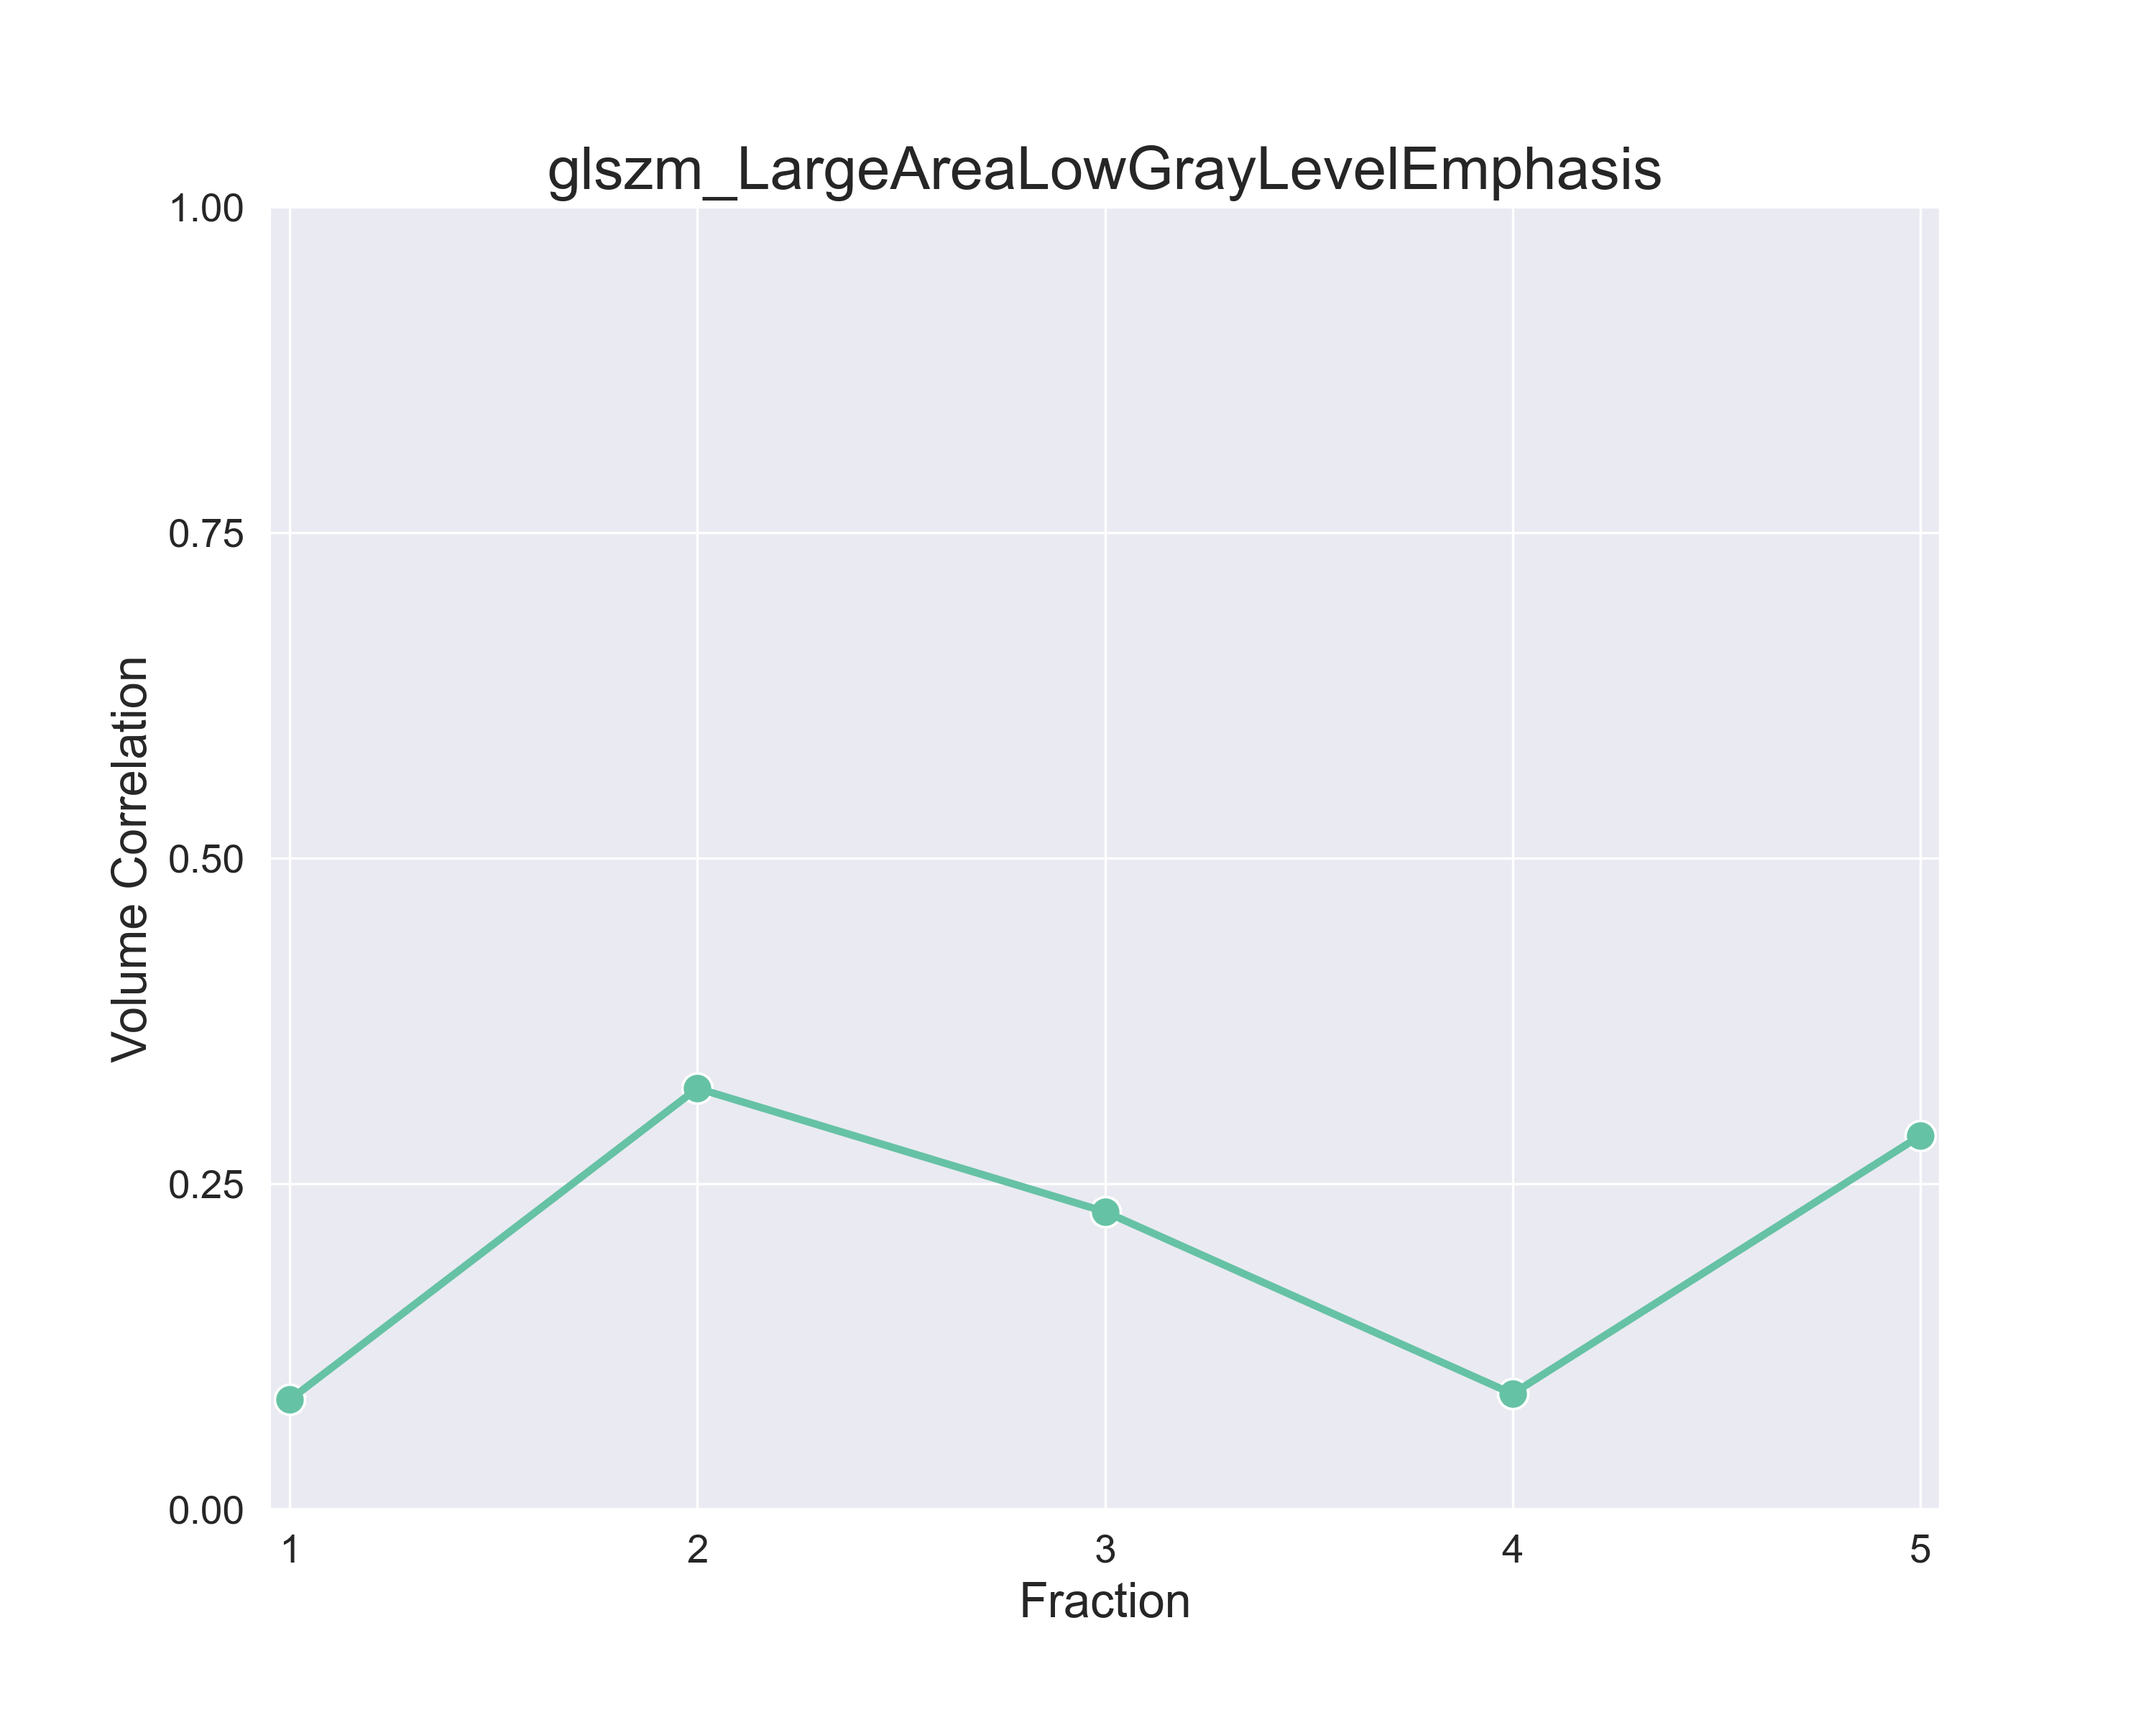 glszm_LargeAreaLowGrayLevelEmphasis
1.00
0.75
0.50
0.25
0.00
Volume Correlation
1 2 3 4 5
Fraction